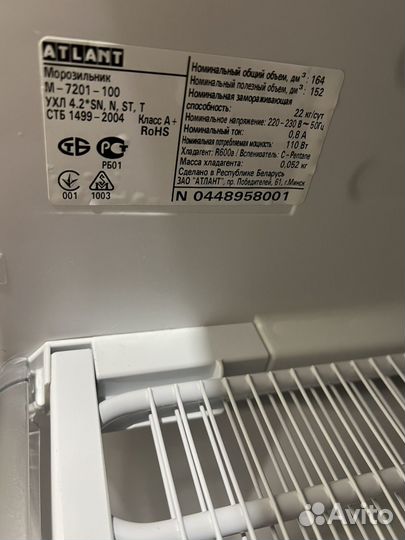 ATLANT
Морозильник
М-7201-100
УХЛ 4.2*SN, N, ST, T
СТБ 1499-2004
Класс А+
RoHS
РБ01
001
1003
Номинальный общий объем, дм³: 164
Номинальный полезный объем, дм³: 152
Номинальная замораживающая
способность: 22 кг/сут
Номинальное напряжение: 220-230 В~ 50Гц
Номинальный ток: 0,8 А
Номинальная потребляемая мощность: 110 Вт
Хладагент: R600a/ Вспениватель: C-Pentane
Масса хладагента: 0,052 кг
Сделано в Республике Беларусь
ЗАО "АТЛАНТ", пр. Победителей, 61, г.Минск
N 0448958001
Avito